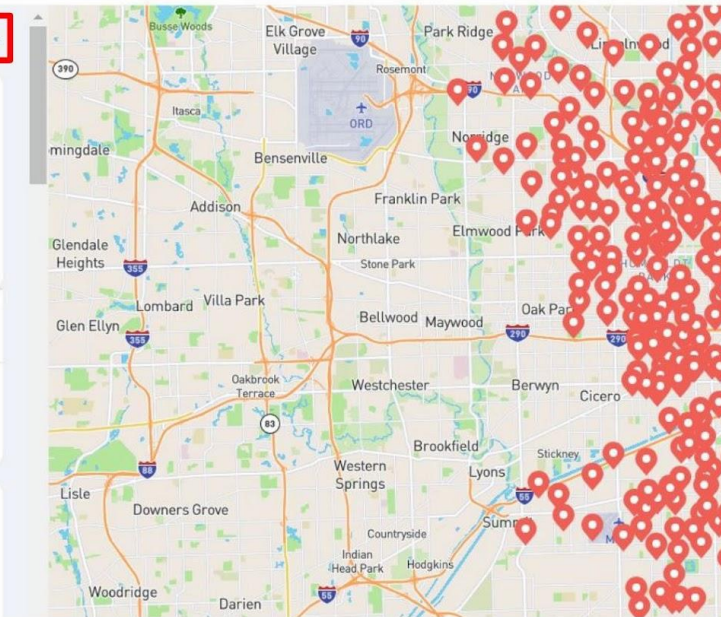 Busse Woods
Elk Grove
Village
90
Park Ridge
390
Rosemont
90
Itasca
ORD
Norridge
Bensenville
Addison
Franklin Park
Northlake
Elmwood Park
Glendale
Heights
355
Stone Park
Lombard
Villa Park
Glen Ellyn
355
Bellwood
Maywood
Oak Par
290
290
Oakbrook
Terrace
Westchester
Berwyn
Cicero
83
Brookfield
Stickney
88
Western
Springs
Lyons
55
Lisle
Downers Grove
Summ
Countryside
Indian
Head Park
Hodgkins
Woodridge
55
Darien